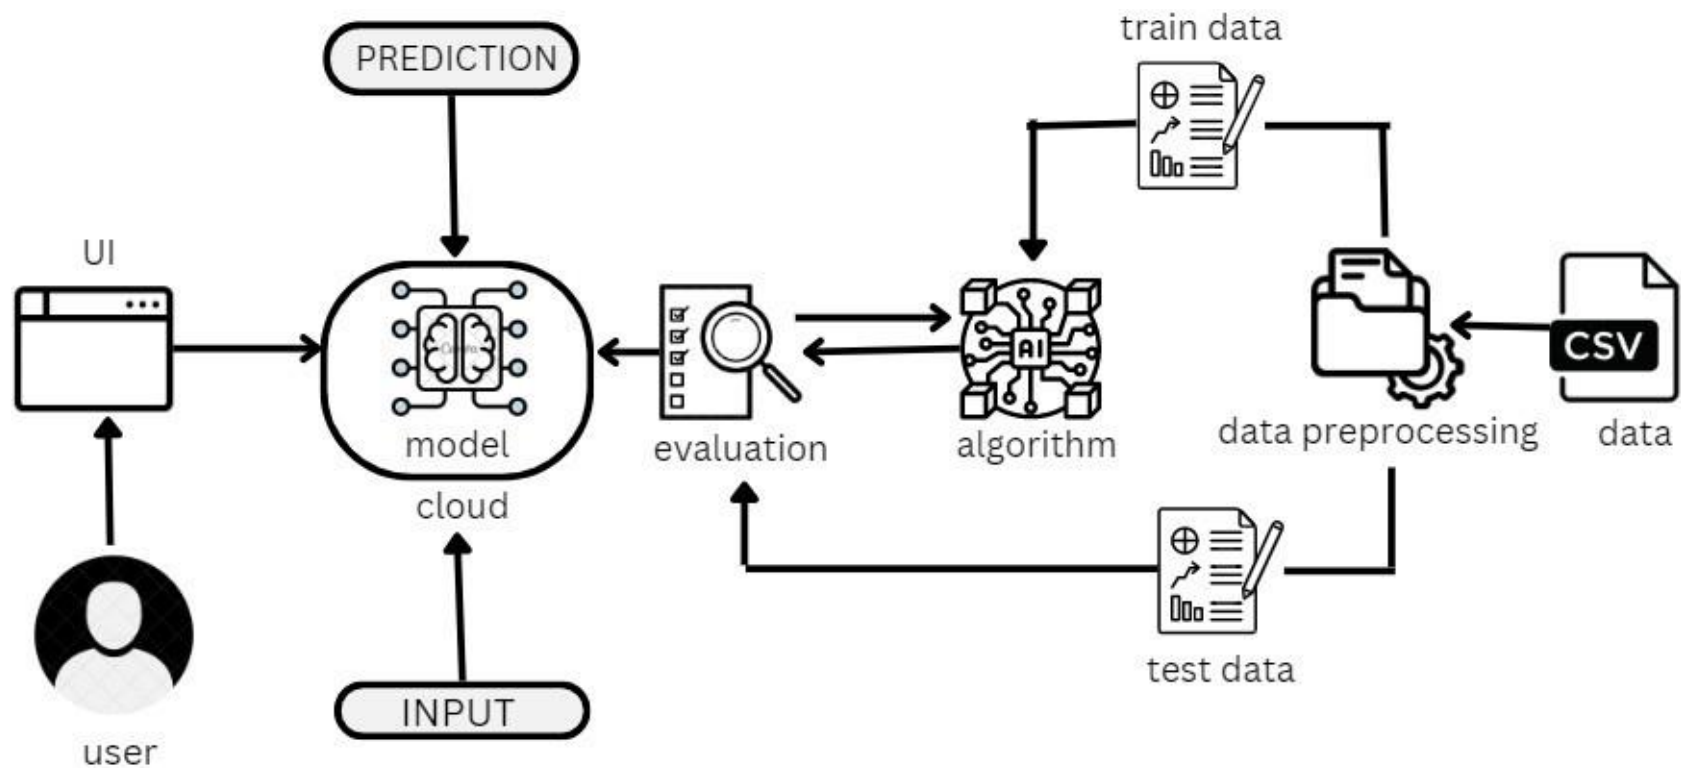 train data
PREDICTION
UI
AI
CSV
model
evaluation
algorithm
data preprocessing
data
cloud
test data
INPUT
user